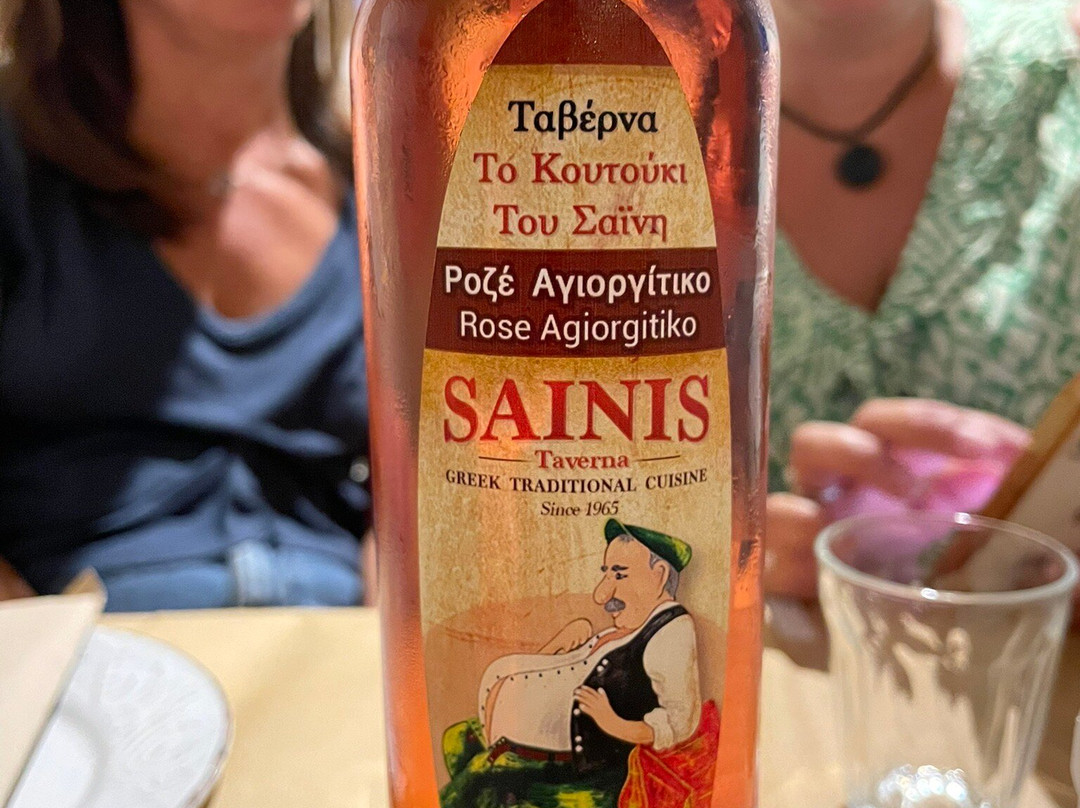 Ταβέρνα
Το Κουτούκι
Του Σαΐνη
Ροζέ Αγιοργίτικο
Rose Agiorgitiko
SAINIS
Taverna
GREEK TRADITIONAL CUISINE
Since 1965